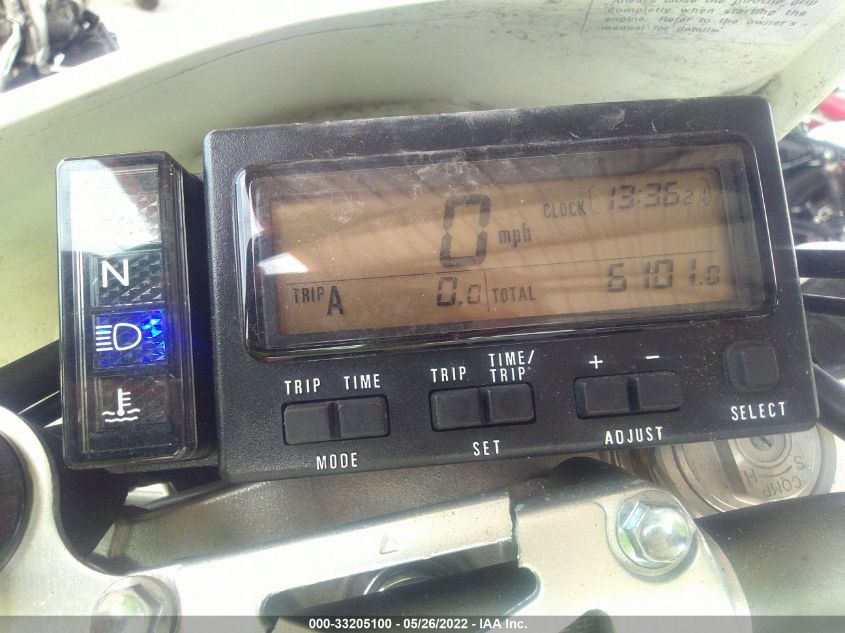 "Always close the throttle grip
completely when starting the
engine. Refer to the owner's
manual for details"
CLOCK 13:36
0 mph
TRIP A 0.0 TOTAL 6101.0
N
TRIP TIME
MODE
TRIP TIME/TRIP
SET
+ -
ADJUST
SELECT
COMP H S
000-33205100 - 05/26/2022 - IAA Inc.